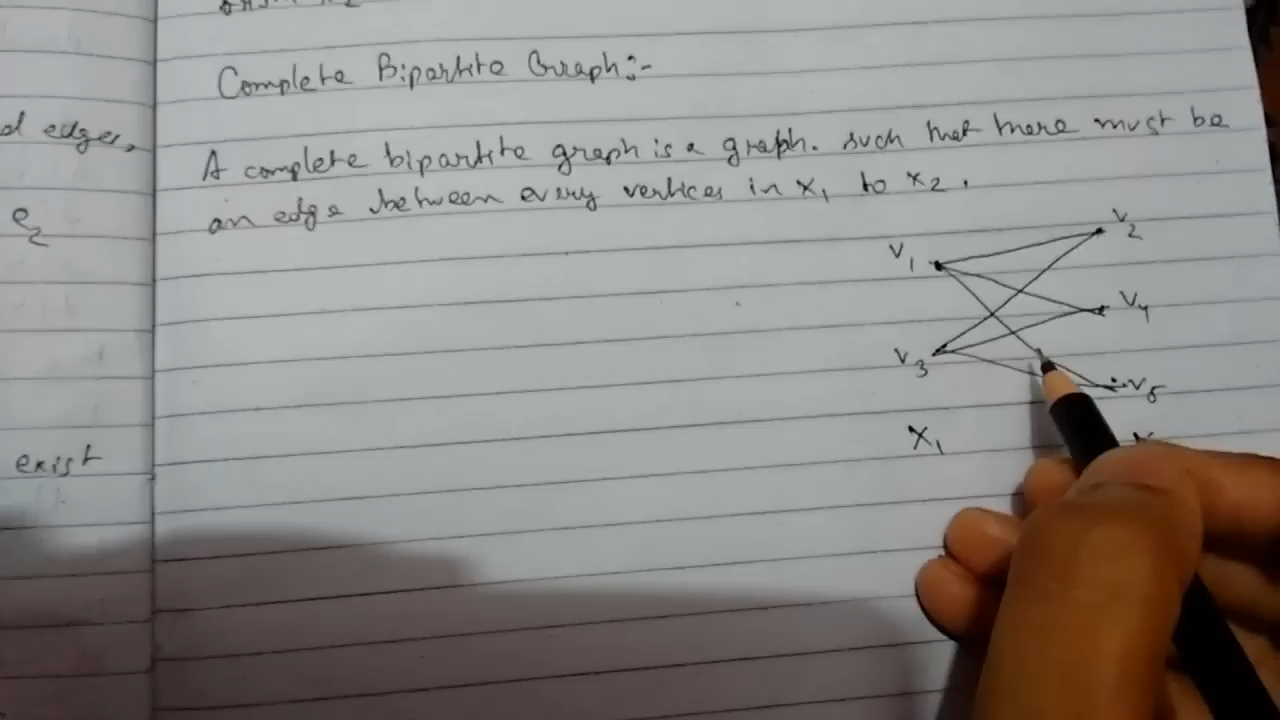 Complete Bipartite Graph:-
d edges,
A complete bipartite graph is a graph. such that there must be
an edge between every vertices in x1 to x2.
e2
V1
V2
V4
V3
V5
X1
X
exist